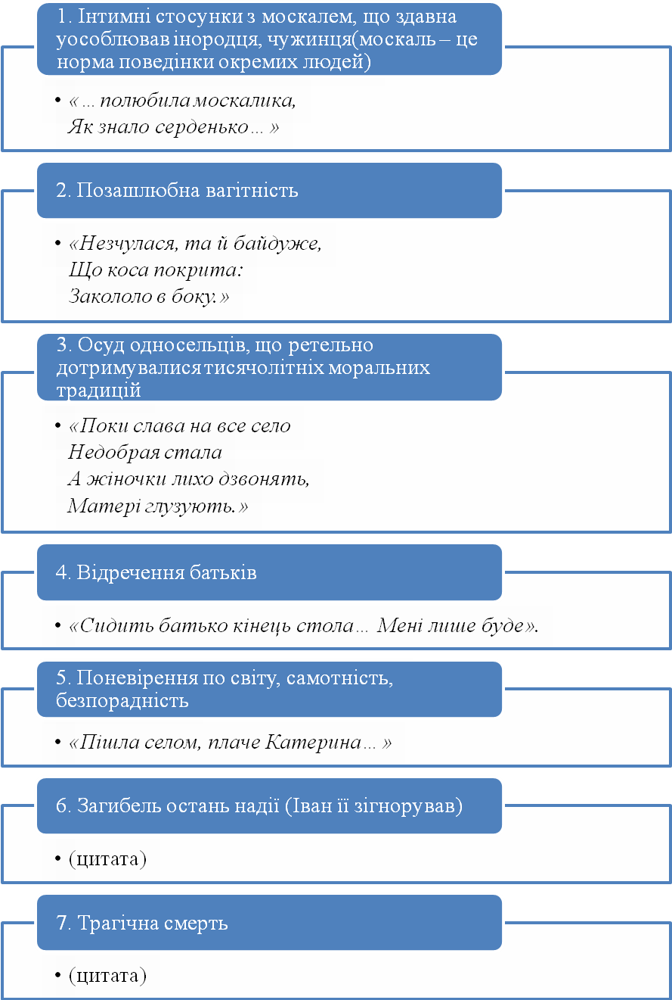 1. Інтимні стосунки з москалем, що здавна
уособлював інородця, чужинця(москаль – це
норма поведінки окремих людей)
• «… полюбила москалика,
Як знало серденько… »
2. Позашлюбна вагітність
• «Незчулася, та й байдуже,
Що коса покрита:
Закололо в боку.»
3. Осуд односельців, що ретельно
дотримувалися тисячолітніх моральних
традицій
• «Поки слава на все село
Недобрая стала
А жіночки лихо дзвонять,
Матері глузують.»
4. Відречення батьків
• «Сидить батько кінець стола… Мені лише буде».
5. Поневірення по світу, самотність,
безпорадність
• «Пішла селом, плаче Катерина… »
6. Загибель остань надії (Іван її зігнорував)
• (цитата)
7. Трагічна смерть
• (цитата)